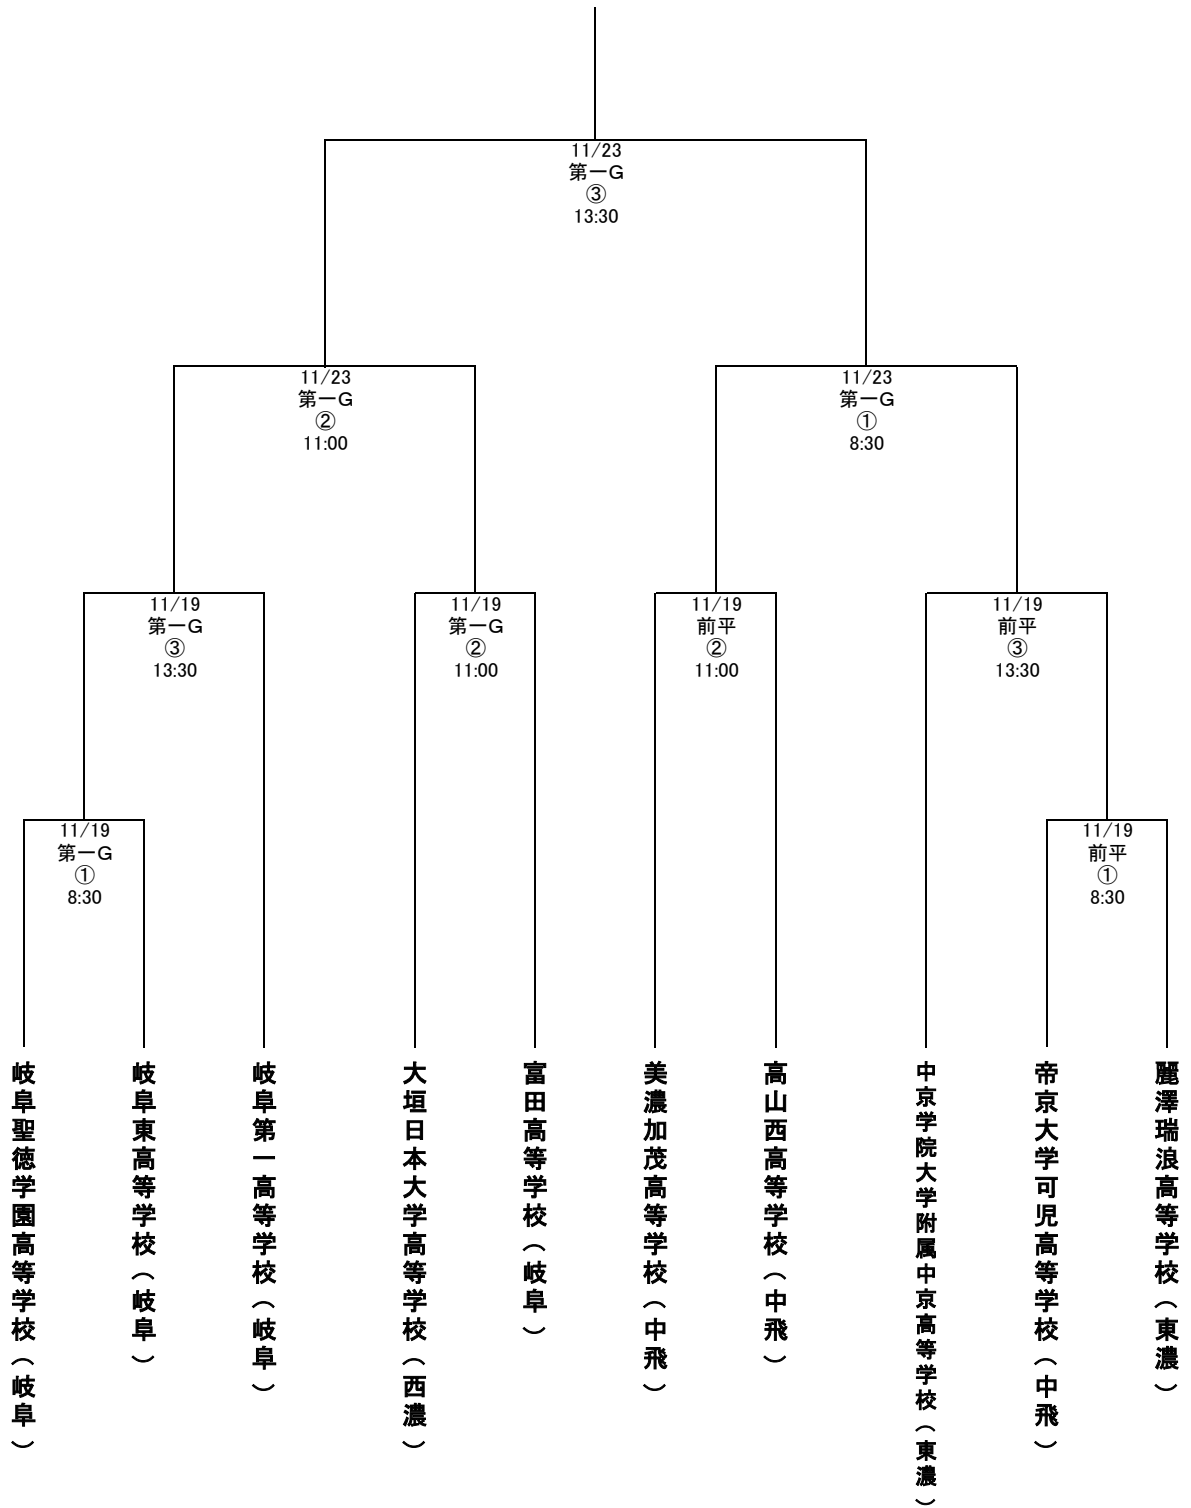 11/23
第一G
③
13:30
11/23
第一G
②
11:00
11/23
第一G
①
8:30
11/19
第一G
③
13:30
11/19
第一G
②
11:00
11/19
前平
②
11:00
11/19
前平
③
13:30
11/19
第一G
①
8:30
11/19
前平
①
8:30
岐阜聖徳学園高等学校（岐阜）
岐阜東高等学校（岐阜）
岐阜第一高等学校（岐阜）
大垣日本大学高等学校（西濃）
富田高等学校（岐阜）
美濃加茂高等学校（中飛）
高山西高等学校（中飛）
中京学院大学附属中京高等学校（東濃）
帝京大学可児高等学校（中飛）
麗澤瑞浪高等学校（東濃）